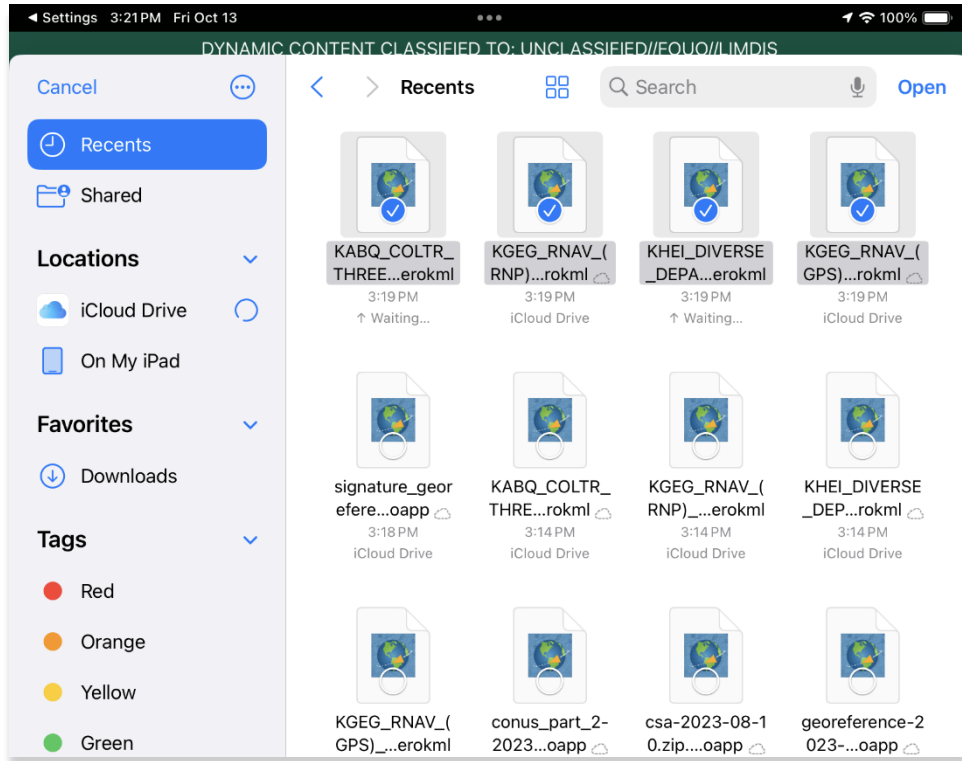 ◀ Settings 3:21 PM Fri Oct 13 100%
DYNAMIC CONTENT CLASSIFIED TO: UNCLASSIFIED//FOUO//LIMDIS
Cancel
Recents
Shared
Locations
iCloud Drive
On My iPad
Favorites
Downloads
Tags
Red
Orange
Yellow
Green
Recents Search Open
KABQ_COLTR_
THREE...erokml
3:19 PM
↑ Waiting...
KGEG_RNAV_(
RNP)...rokml
3:19 PM
iCloud Drive
KHEI_DIVERSE
_DEPA...erokml
3:19 PM
↑ Waiting...
KGEG_RNAV_(
GPS)...rokml
3:19 PM
iCloud Drive
signature_geor
efere...oapp
3:18 PM
iCloud Drive
KABQ_COLTR_
THRE...rokml
3:14 PM
iCloud Drive
KGEG_RNAV_(
RNP)_...erokml
3:14 PM
iCloud Drive
KHEI_DIVERSE
_DEP...rokml
3:14 PM
iCloud Drive
KGEG_RNAV_(
GPS)_...erokml
conus_part_2-
2023...oapp
csa-2023-08-1
0.zip....oapp
georeference-2
023-...oapp